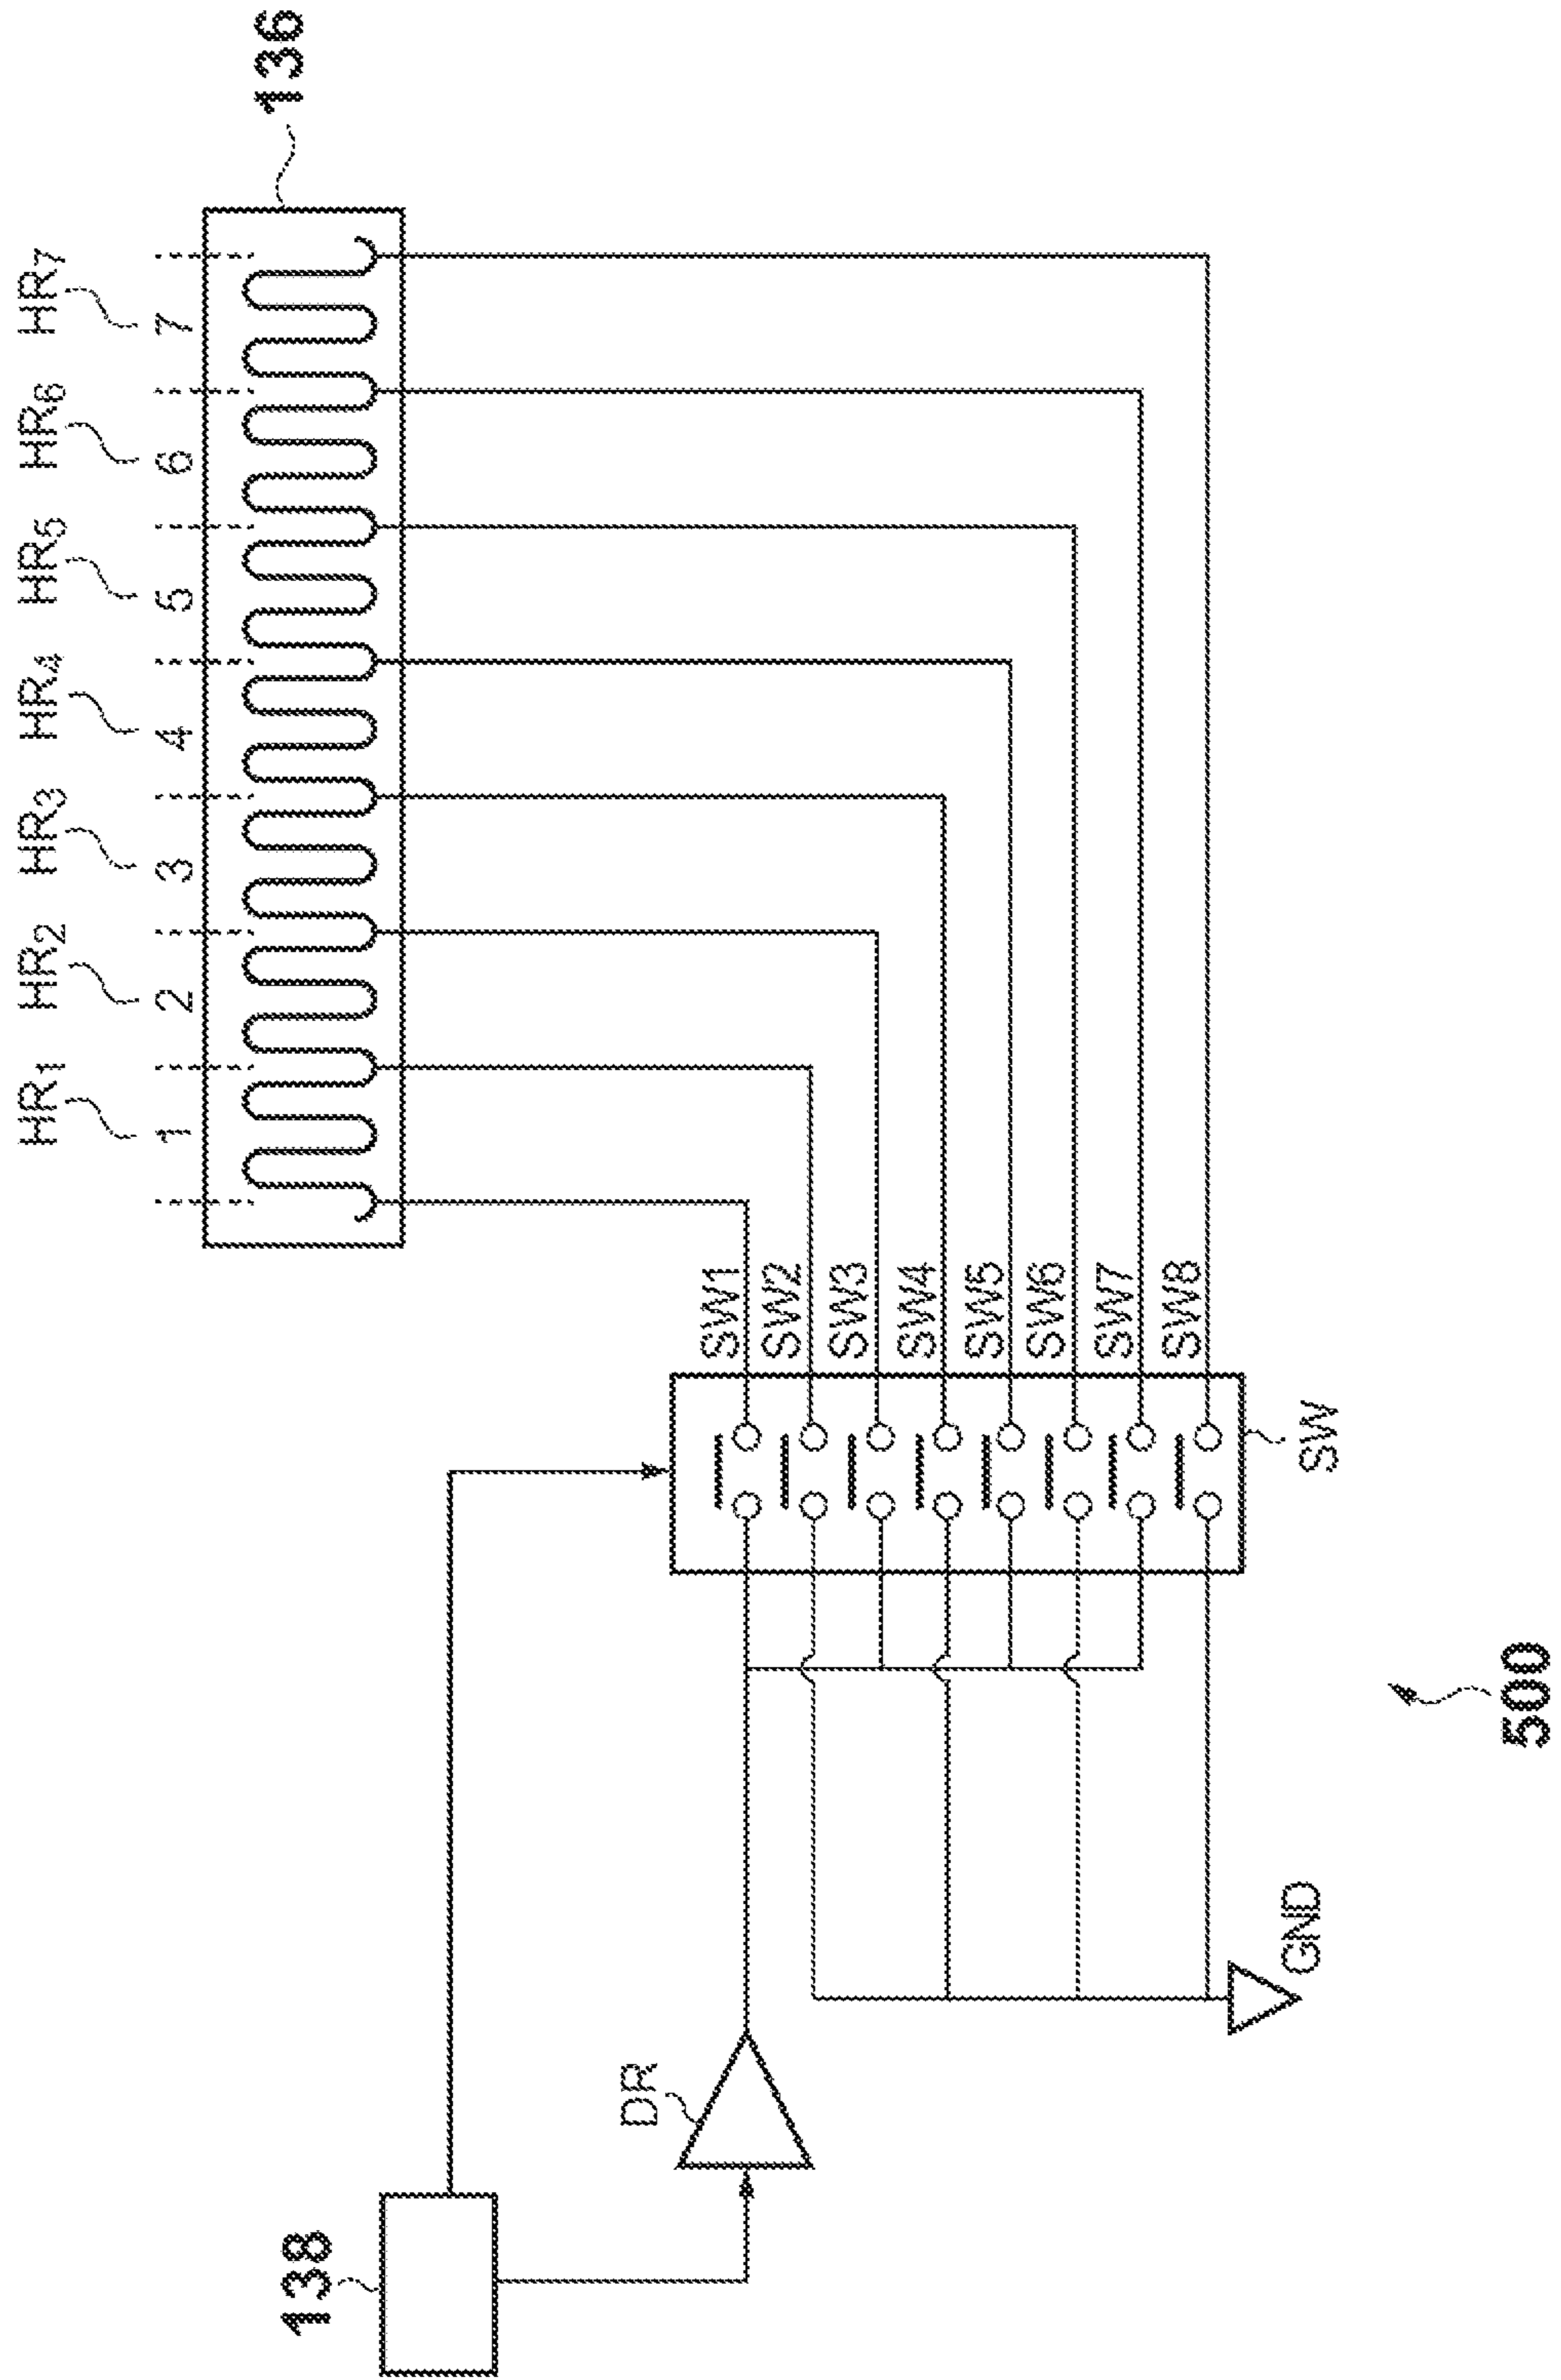 HR1 HR2 HR3 HR4 HR5 HR6 HR7
1 2 3 4 5 6 7
136
138
DR
SW1
SW2
SW3
SW4
SW5
SW6
SW7
SW8
SW
GND
500